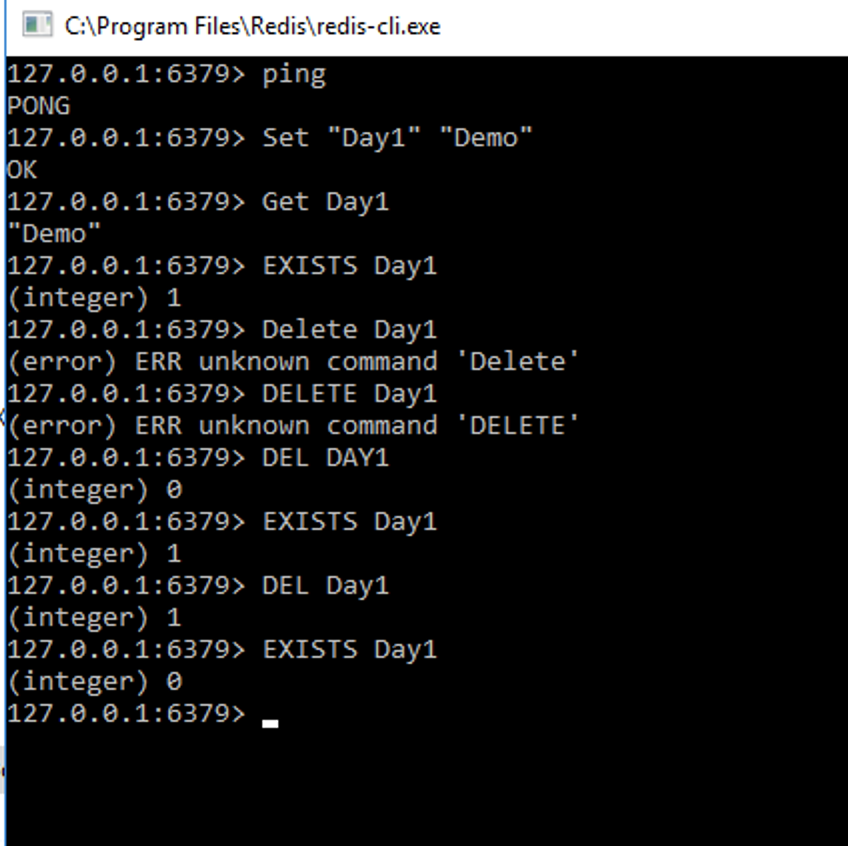 C:\Program Files\Redis\redis-cli.exe
127.0.0.1:6379> ping
PONG
127.0.0.1:6379> Set "Day1" "Demo"
OK
127.0.0.1:6379> Get Day1
"Demo"
127.0.0.1:6379> EXISTS Day1
(integer) 1
127.0.0.1:6379> Delete Day1
(error) ERR unknown command 'Delete'
127.0.0.1:6379> DELETE Day1
(error) ERR unknown command 'DELETE'
127.0.0.1:6379> DEL DAY1
(integer) 0
127.0.0.1:6379> EXISTS Day1
(integer) 1
127.0.0.1:6379> DEL Day1
(integer) 1
127.0.0.1:6379> EXISTS Day1
(integer) 0
127.0.0.1:6379>